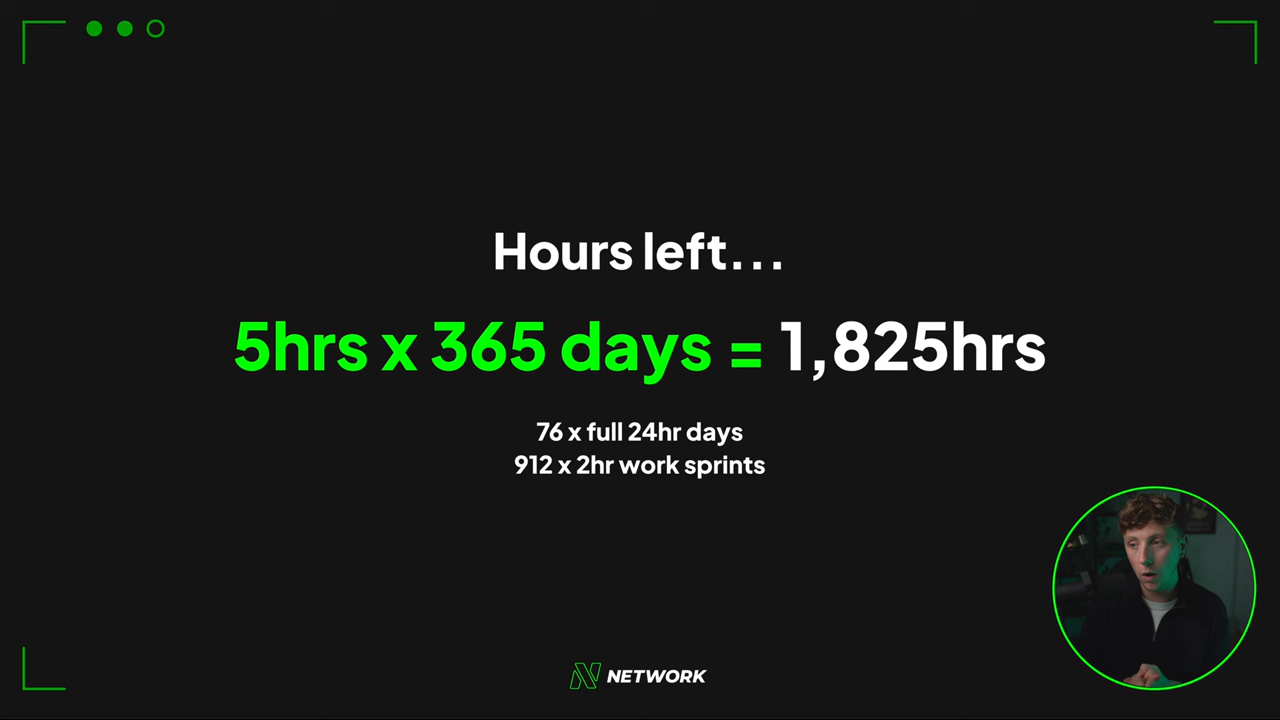 Hours left...
5hrs x 365 days = 1,825hrs
76 x full 24hr days
912 x 2hr work sprints
NETWORK